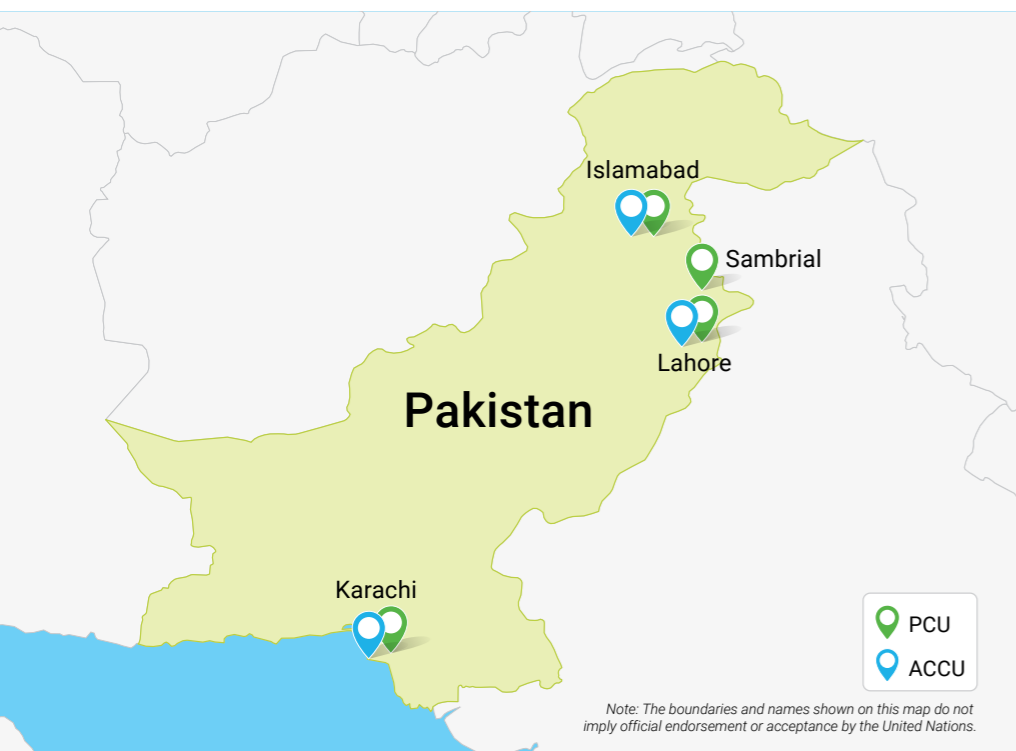 Islamabad
Sambrial
Lahore
Pakistan
Karachi
PCU
ACCU
Note: The boundaries and names shown on this map do not
imply official endorsement or acceptance by the United Nations.